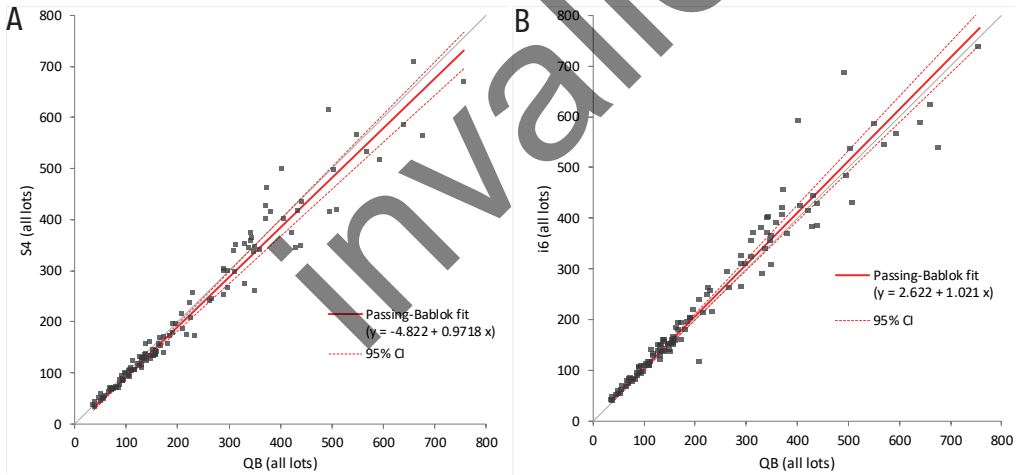 A
800
700
600
500
400
300
200
100
0
S4 (all lots)
0 100 200 300 400 500 600 700 800
QB (all lots)
Passing-Bablok fit
(y = -4.822 + 0.9718 x)
95% CI
B
800
700
600
500
400
300
200
100
0
i6 (all lots)
0 100 200 300 400 500 600 700 800
QB (all lots)
Passing-Bablok fit
(y = 2.622 + 1.021 x)
95% CI